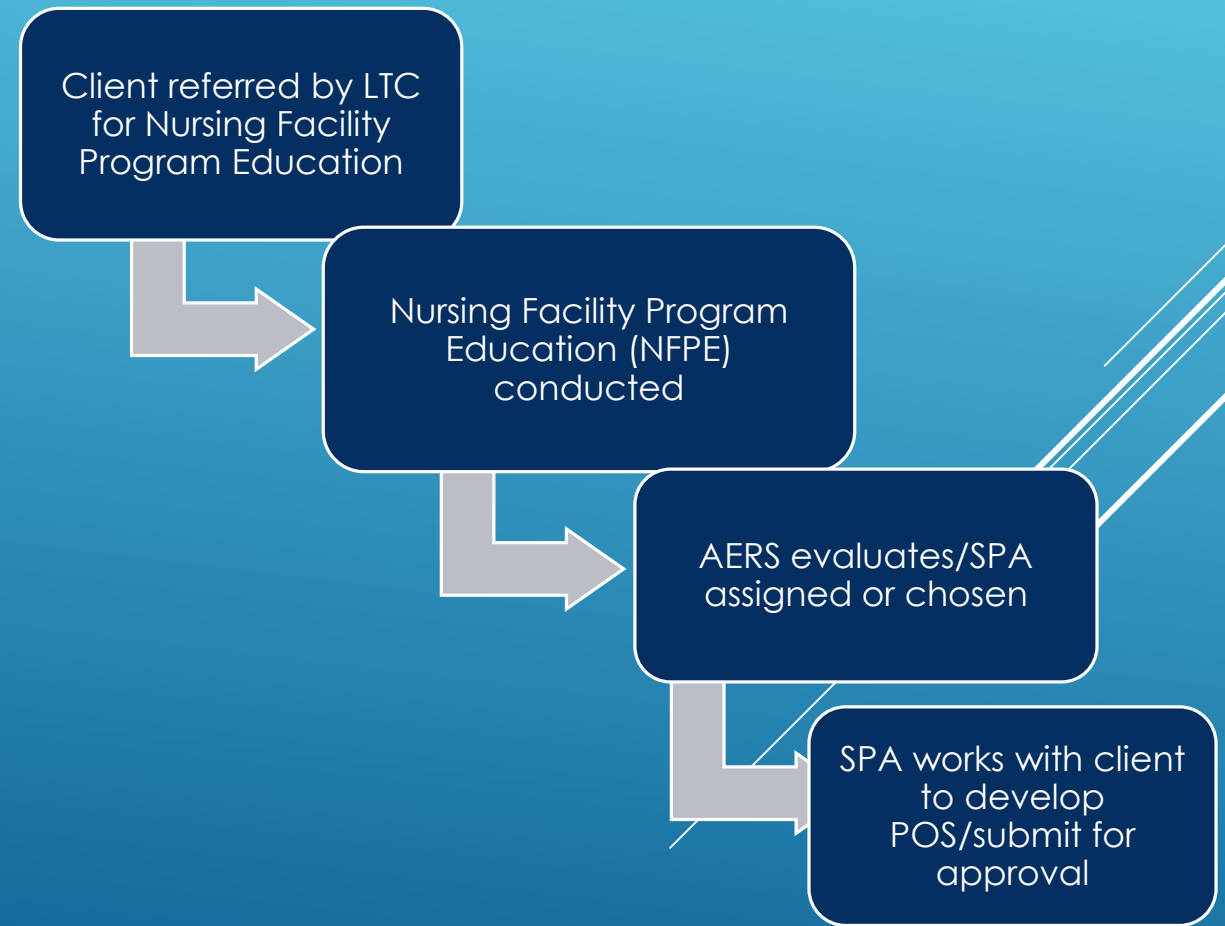 Client referred by LTC
for Nursing Facility
Program Education
Nursing Facility Program
Education (NFPE)
conducted
AERS evaluates/SPA
assigned or chosen
SPA works with client
to develop
POS/submit for
approval